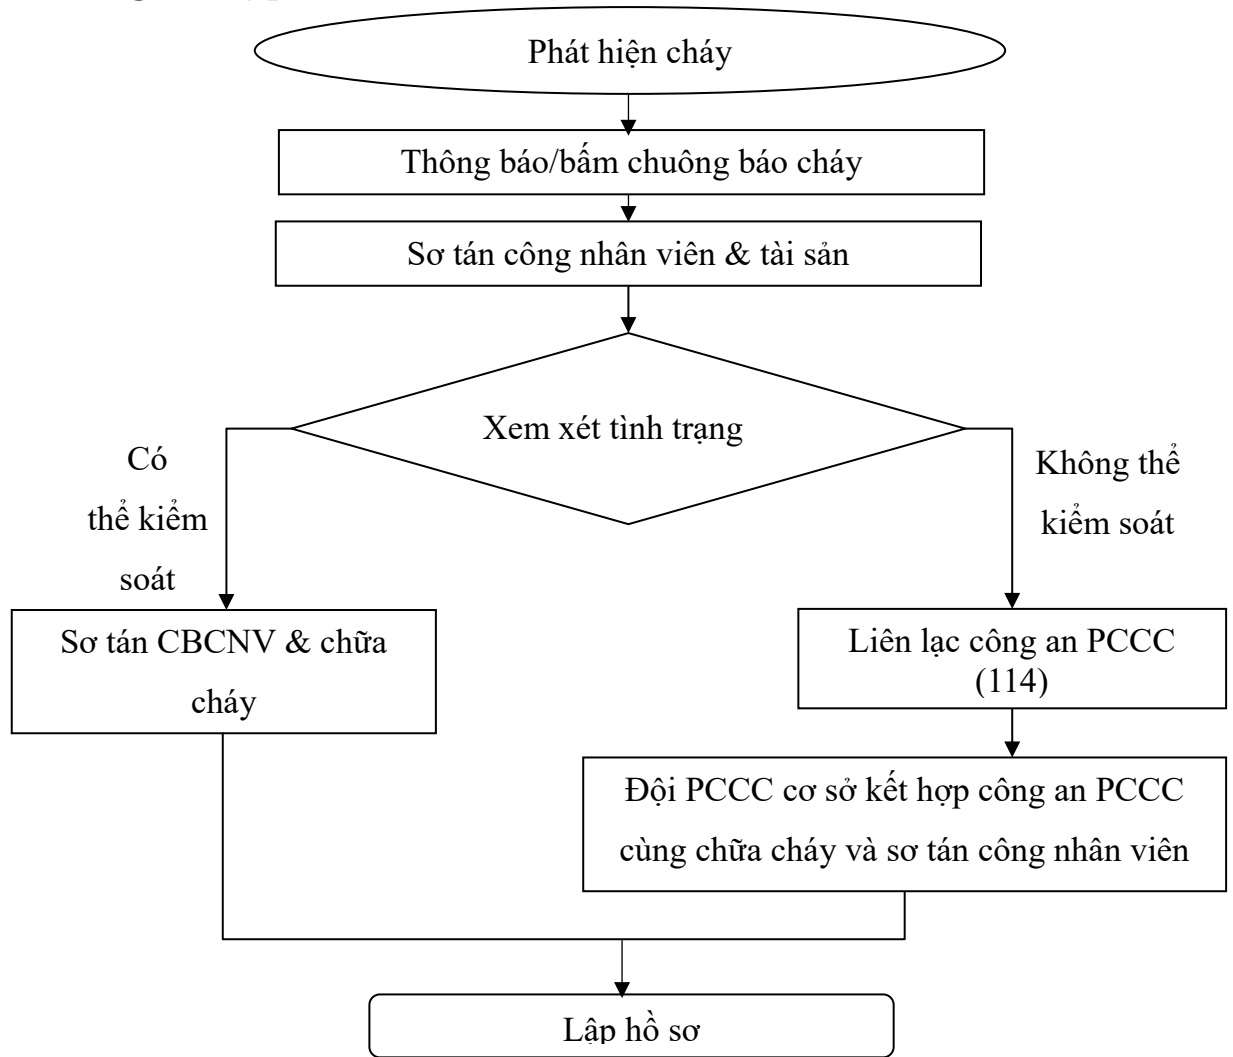 Phát hiện cháy
Thông báo/bấm chuông báo cháy
Sơ tán công nhân viên & tài sản
Xem xét tình trạng
Có
thể kiểm
soát
Không thể
kiểm soát
Sơ tán CBCNV & chữa
cháy
Liên lạc công an PCCC
(114)
Đội PCCC cơ sở kết hợp công an PCCC
cùng chữa cháy và sơ tán công nhân viên
Lập hồ sơ